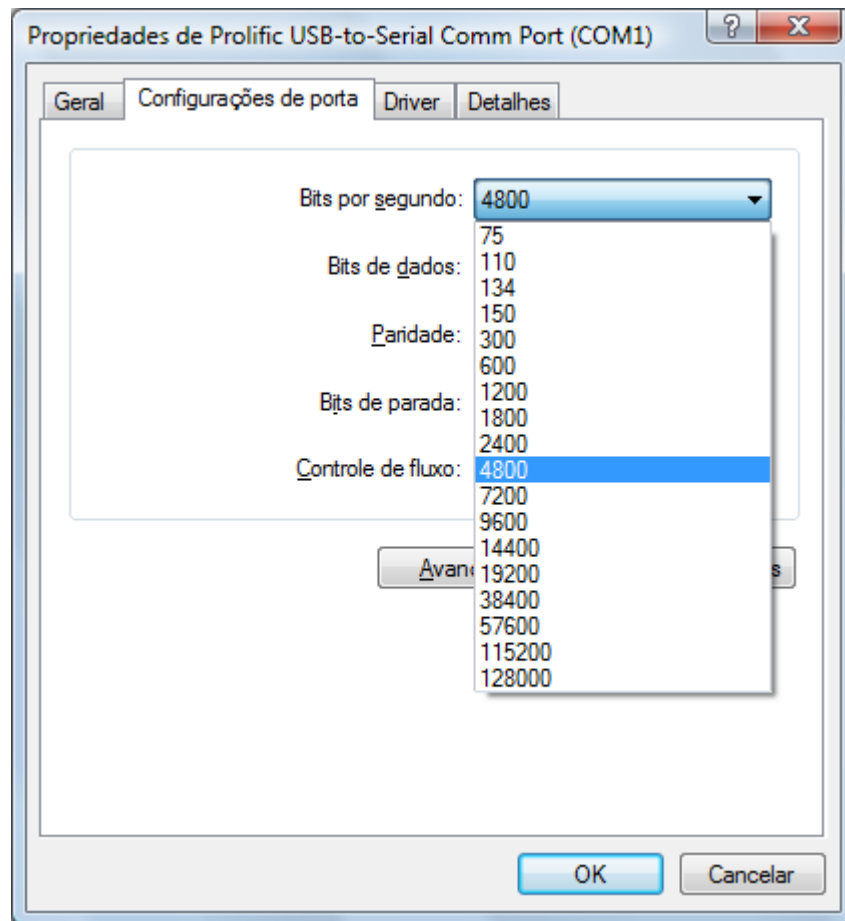 Propriedades de Prolific USB-to-Serial Comm Port (COM1)
Geral Configurações de porta Driver Detalhes
Bits por segundo: 4800
75
Bits de dados: 110
134
150
Paridade: 300
600
Bits de parada: 1200
1800
2400
Controle de fluxo: 4800
7200
9600
14400
19200
38400
57600
115200
128000
OK Cancelar